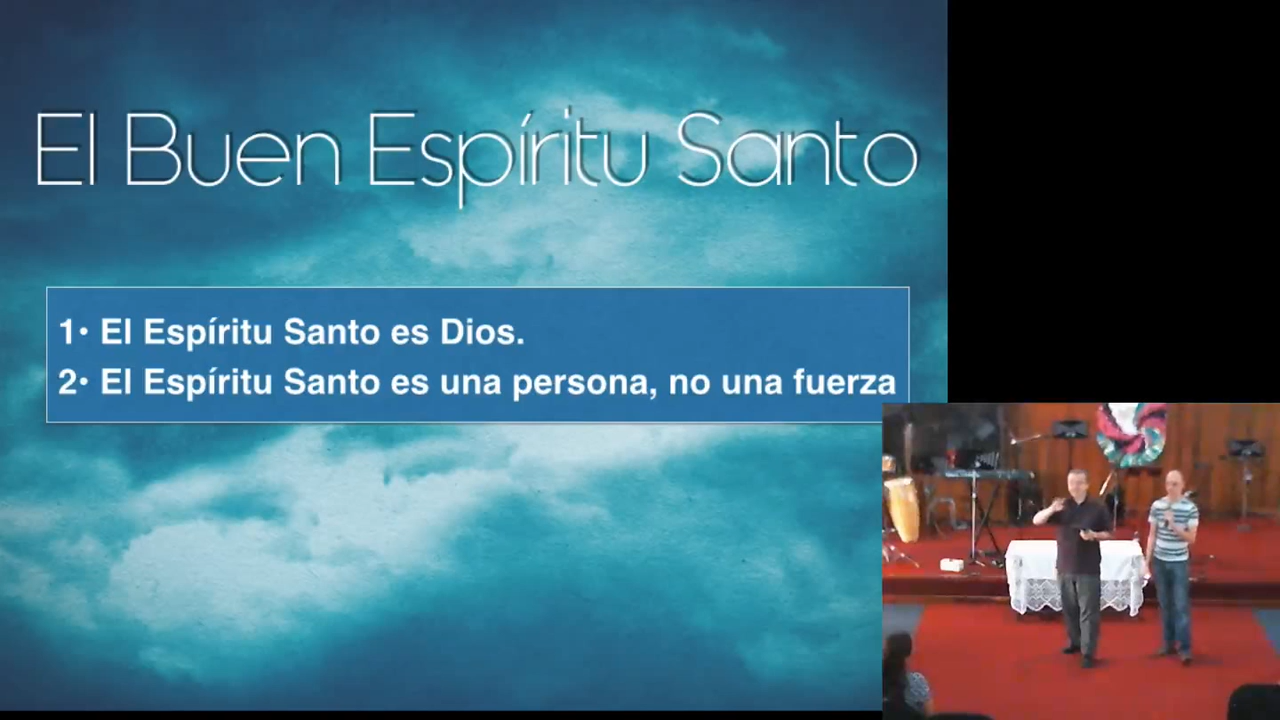 El Buen Espíritu Santo
1• El Espíritu Santo es Dios.
2• El Espíritu Santo es una persona, no una fuerza